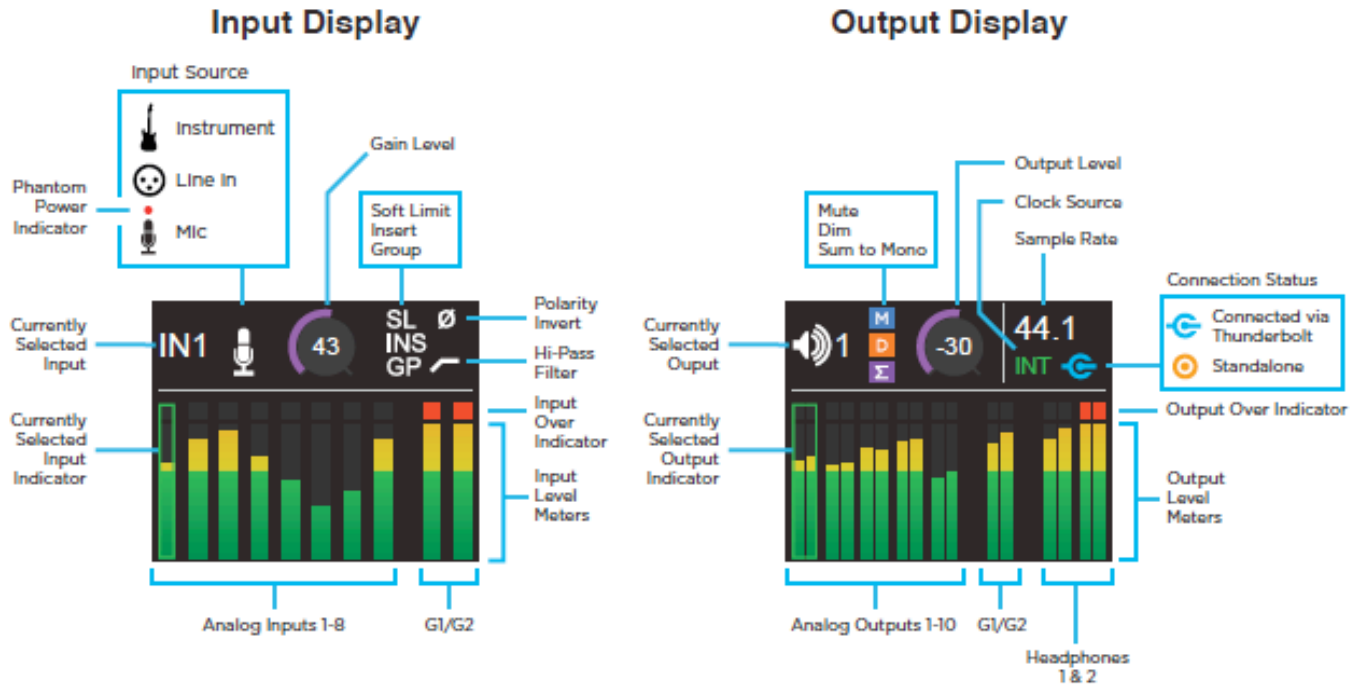 Input Display
Input Source
Instrument
Line In
Mic
Phantom
Power
Indicator
Gain Level
Soft Limit
Insert
Group
Currently
Selected
Input
IN1
43
SL Ø
INS
GP
Polarity
Invert
Hi-Pass
Filter
Currently
Selected
Input
Indicator
Input
Over
Indicator
Input
Level
Meters
Analog Inputs 1-8
G1/G2
Output Display
Output Level
Clock Source
Sample Rate
Mute
Dim
Sum to Mono
Connection Status
Connected via
Thunderbolt
Standalone
Currently
Selected
Ouput
1
M
D
Σ
-30
44.1
INT
Currently
Selected
Output
Indicator
Output Over Indicator
Output
Level
Meters
Analog Outputs 1-10
G1/G2
Headphones
1 & 2